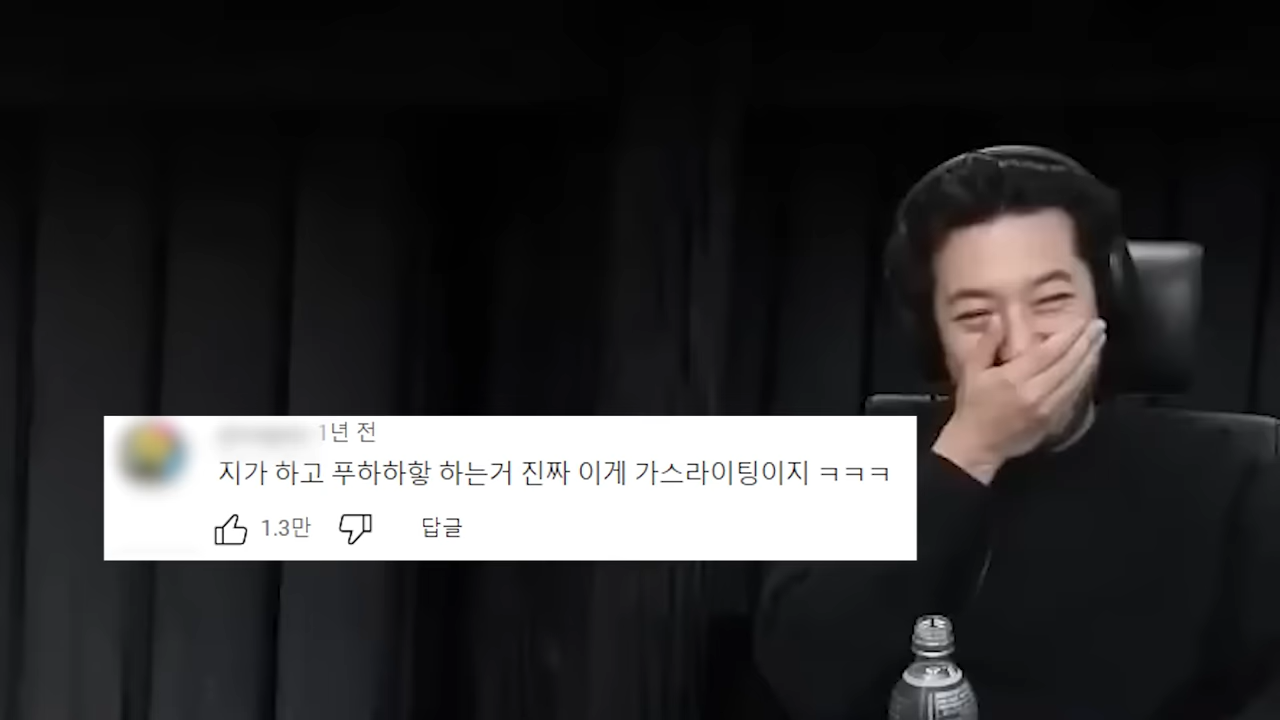 1년 전
지가 하고 푸하하핳 하는거 진짜 이게 가스라이팅이지 ㅋㅋㅋ
1.3만 답글